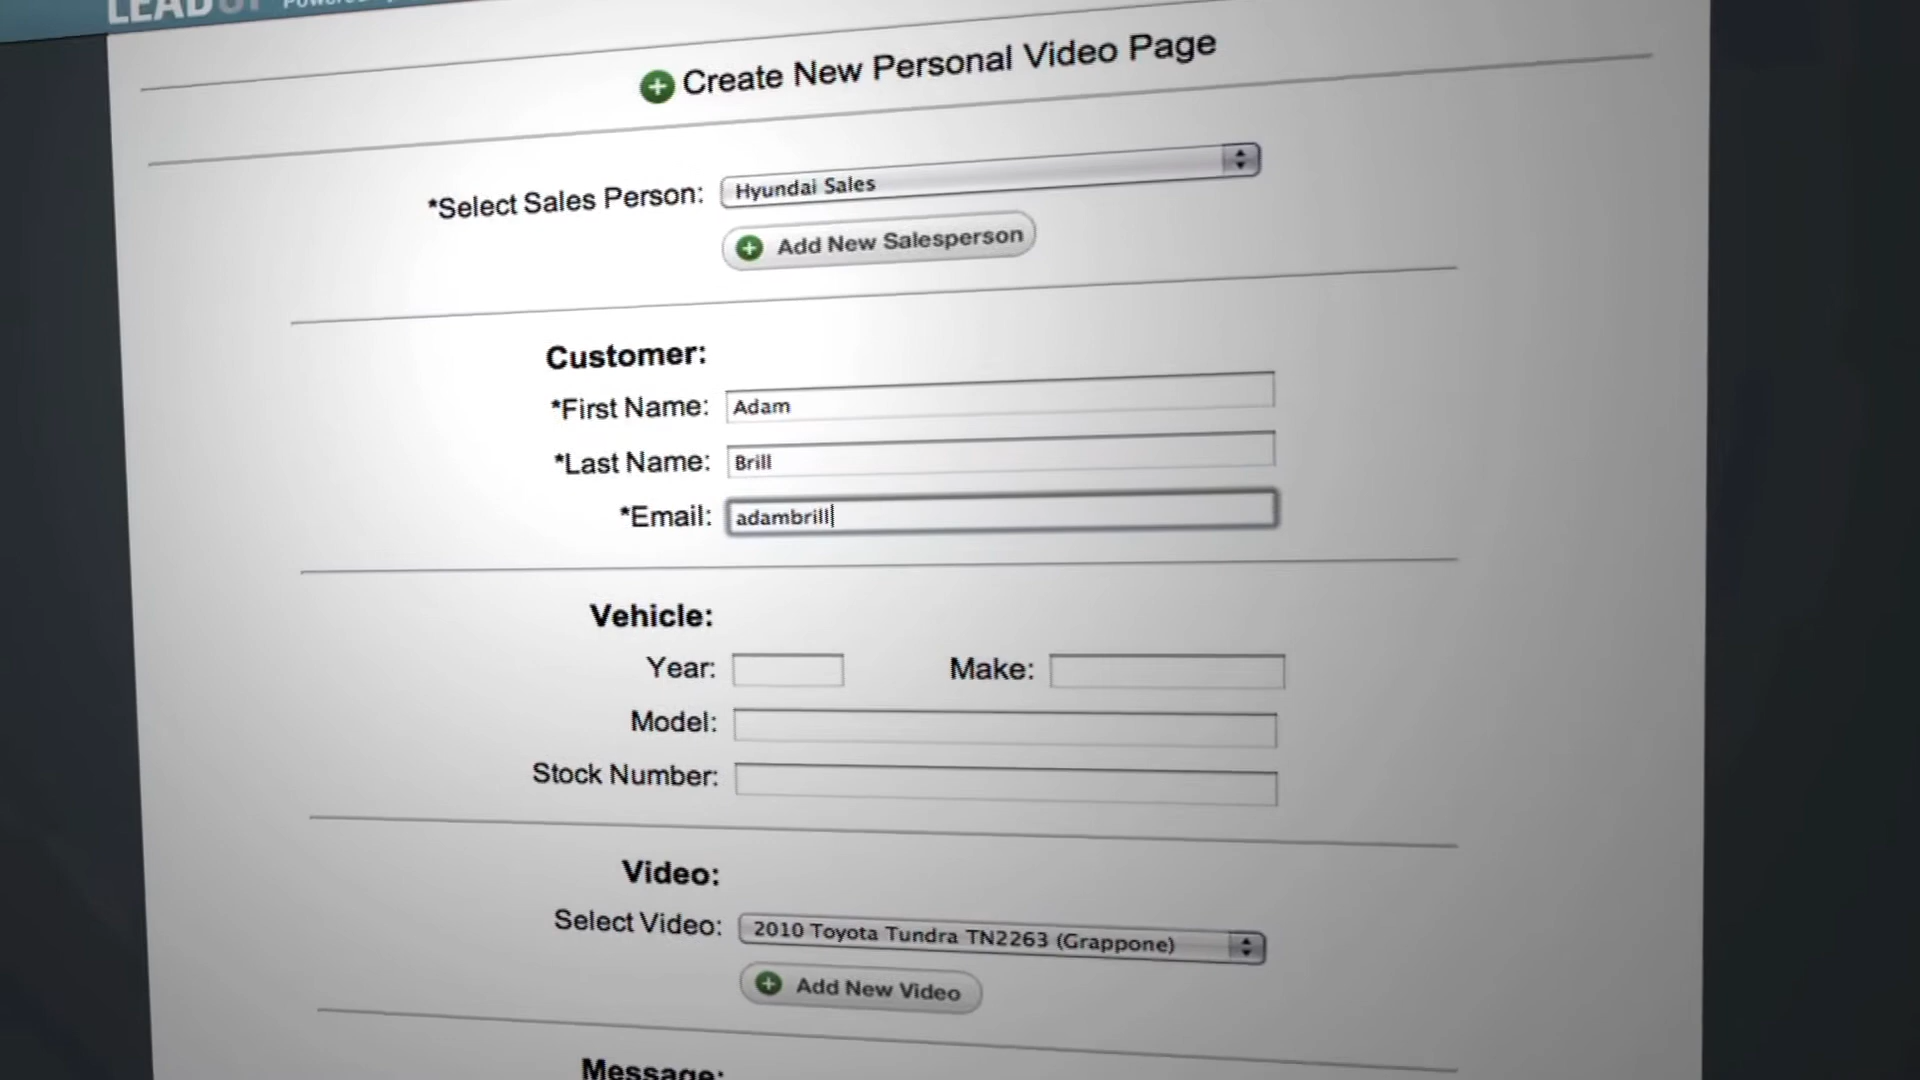 Create New Personal Video Page
*Select Sales Person: Hyundai Sales
Add New Salesperson
Customer:
*First Name: Adam
*Last Name: Brill
*Email: adambrill
Vehicle:
Year: Make:
Model:
Stock Number:
Video:
Select Video: 2010 Toyota Tundra TN2263 (Grappone)
Add New Video
Message: